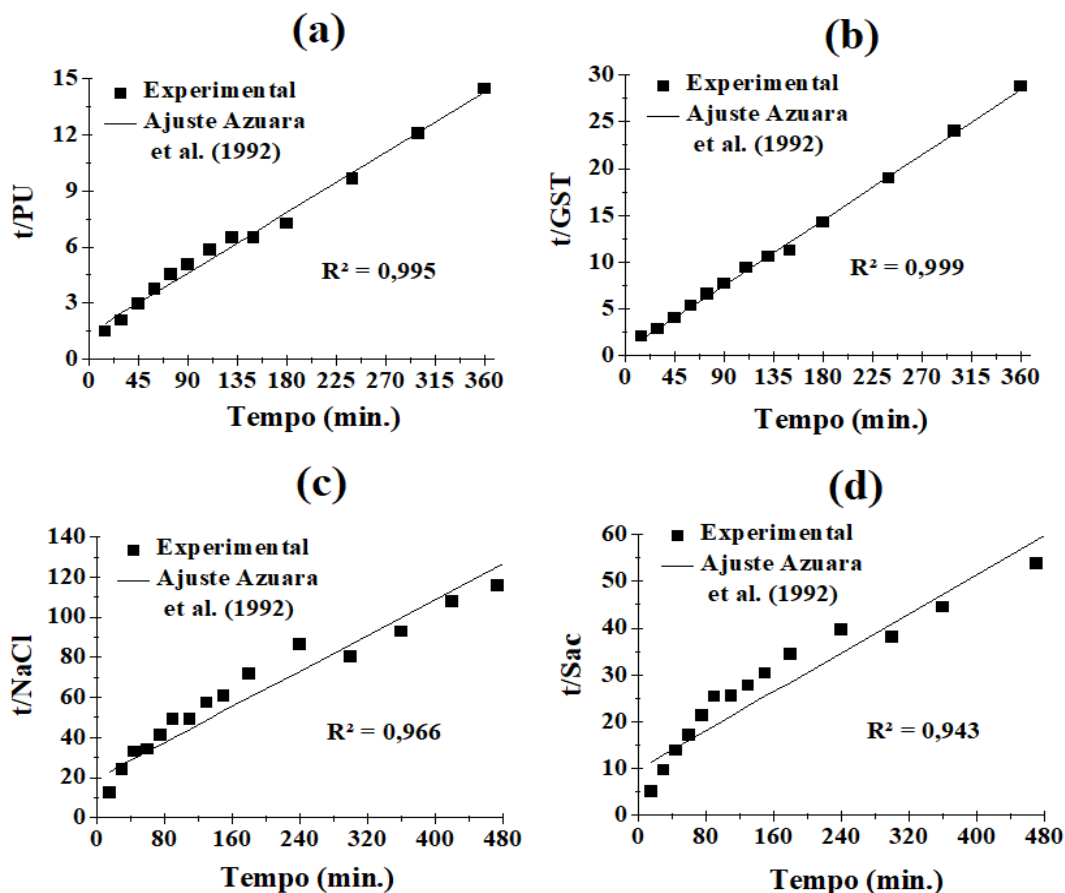 (a)
15
12
9
6
3
0
t/PU
Experimental
Ajuste Azuara
et al. (1992)
R² = 0,995
0 45 90 135 180 225 270 315 360
Tempo (min.)
(b)
30
25
20
15
10
5
0
t/GST
Experimental
Ajuste Azuara
et al. (1992)
R² = 0,999
0 45 90 135 180 225 270 315 360
Tempo (min.)
(c)
140
120
100
80
60
40
20
0
t/NaCl
Experimental
Ajuste Azuara
et al. (1992)
R² = 0,966
0 80 160 240 320 400 480
Tempo (min.)
(d)
60
50
40
30
20
10
0
t/Sac
Experimental
Ajuste Azuara
et al. (1992)
R² = 0,943
0 80 160 240 320 400 480
Tempo (min.)